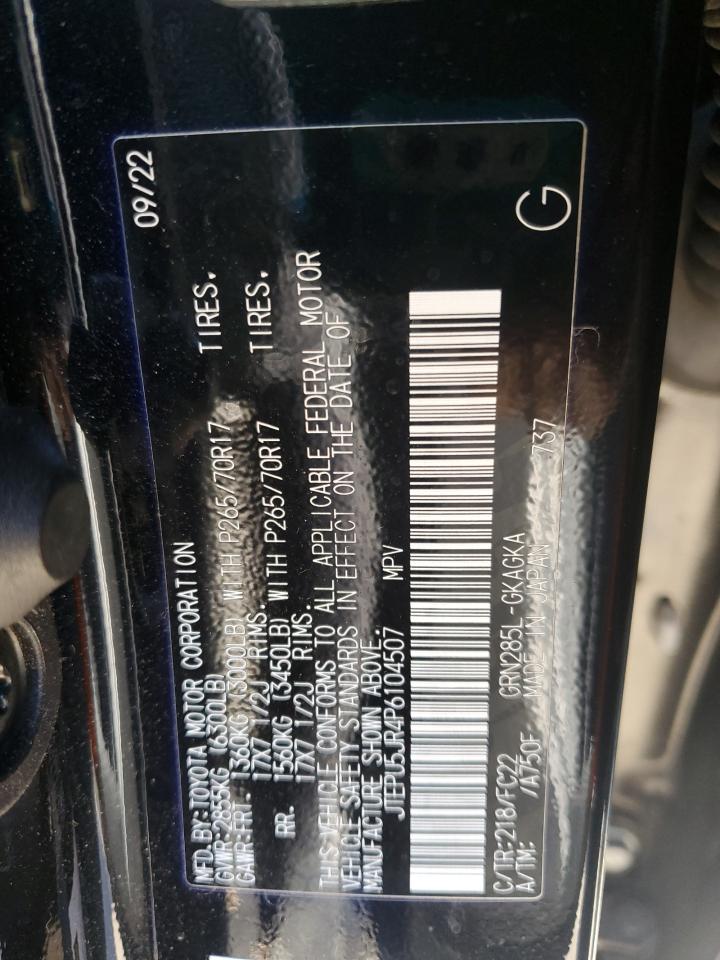 MFD.BY:TOYOTA MOTOR CORPORATION 09/22
GVWR:2855KG (6300LB)
GAWR:FRT. 1360KG (3000LB) WITH P265/70R17 TIRES.
17X7 1/2J RIMS.
RR. 1560KG (3450LB) WITH P265/70R17 TIRES.
17X7 1/2J RIMS.
THIS VEHICLE CONFORMS TO ALL APPLICABLE FEDERAL MOTOR
VEHICLE SAFETY STANDARDS IN EFFECT ON THE DATE OF
MANUFACTURE SHOWN ABOVE.
JTEPU5JR4P6104507 MPV
C/TR:218/FC22 GRN285L-GKAGKA
A/TM: /A750F MADE IN JAPAN 737
G